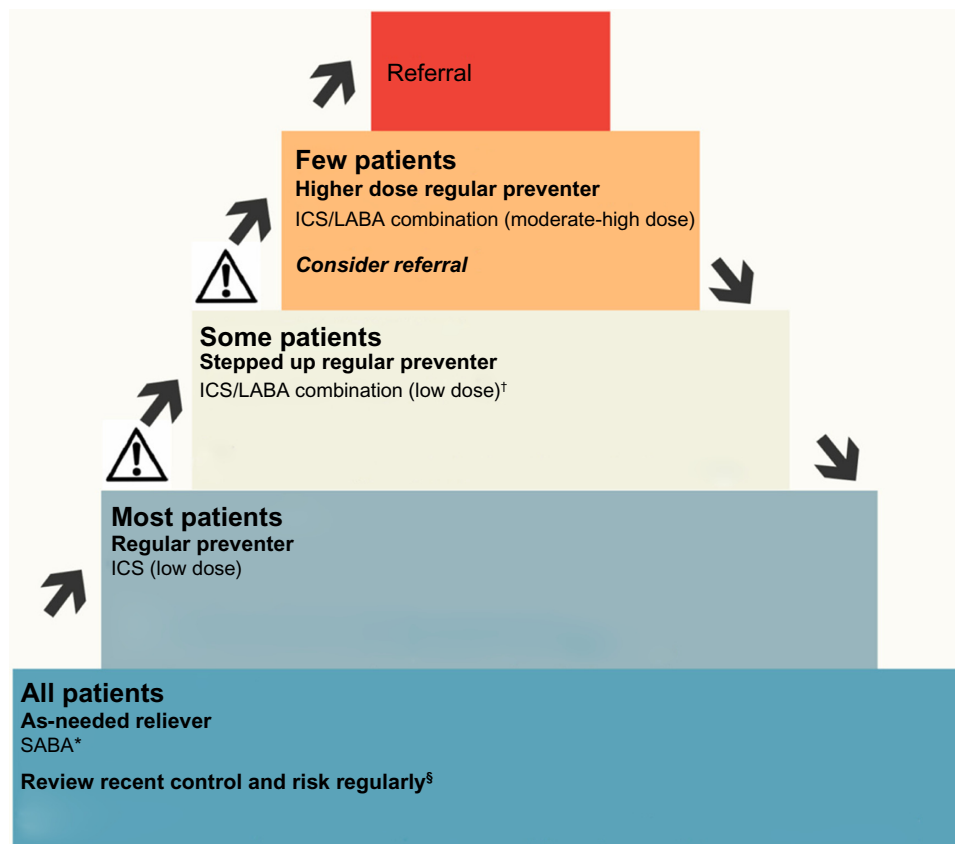 Referral
Few patients
Higher dose regular preventer
ICS/LABA combination (moderate-high dose)
Consider referral
Some patients
Stepped up regular preventer
ICS/LABA combination (low dose)†
Most patients
Regular preventer
ICS (low dose)
All patients
As-needed reliever
SABA*
Review recent control and risk regularly§